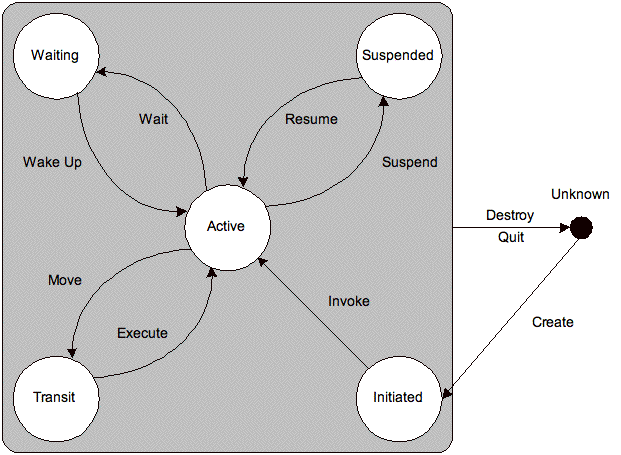 Waiting
Suspended
Wait
Resume
Wake Up
Suspend
Unknown
Active
Destroy
Quit
Move
Invoke
Execute
Create
Transit
Initiated